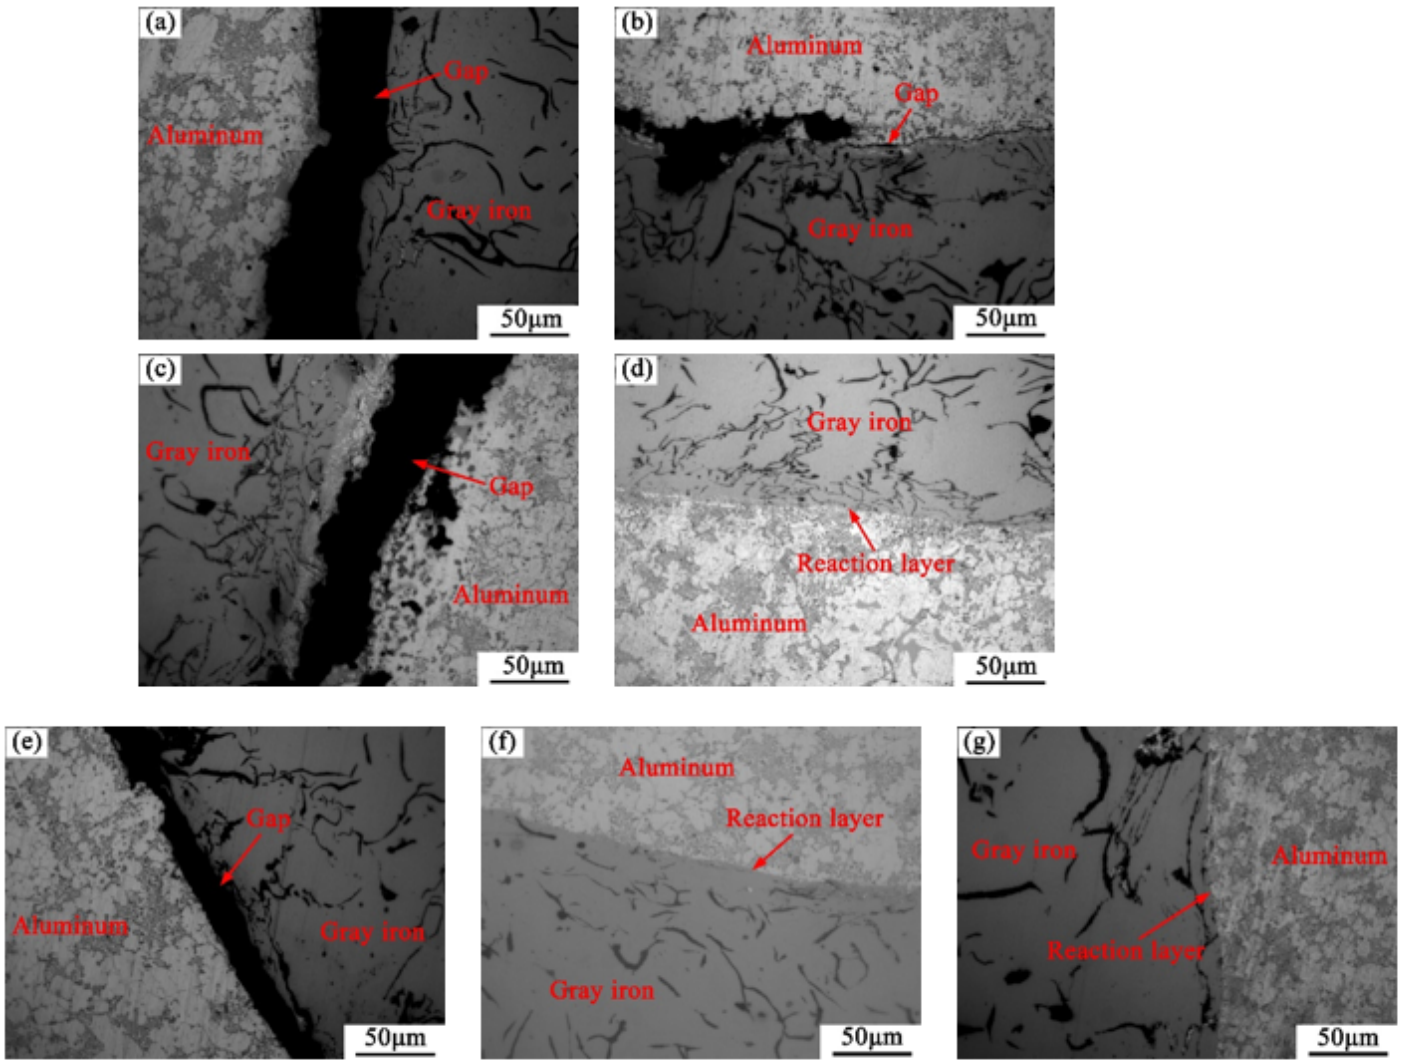 (a)
Gap
Aluminum
Gray iron
50μm
(b)
Aluminum
Gap
Gray iron
50μm
(c)
Gray iron
Gap
Aluminum
50μm
(d)
Gray iron
Reaction layer
Aluminum
50μm
(e)
Gap
Aluminum
Gray iron
50μm
(f)
Aluminum
Reaction layer
Gray iron
50μm
(g)
Gray iron
Aluminum
Reaction layer
50μm